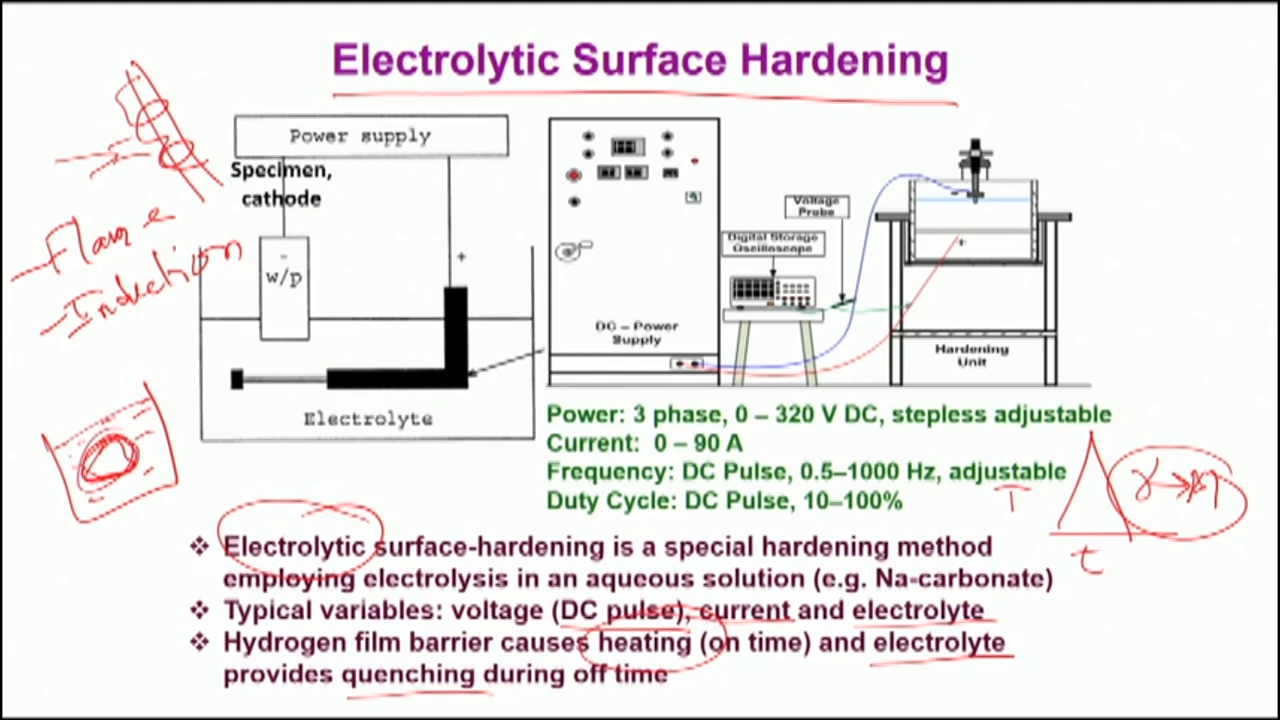 Electrolytic Surface Hardening
Power supply
Specimen,
cathode
-
w/p
+
Electrolyte
Flame
Induction
DC – Power
Supply
Digital Storage
Oscilloscope
Voltage
Probe
-
+
Hardening
Unit
Power: 3 phase, 0 – 320 V DC, stepless adjustable
Current: 0 – 90 A
Frequency: DC Pulse, 0.5–1000 Hz, adjustable
Duty Cycle: DC Pulse, 10–100%
T
t
❖ Electrolytic surface-hardening is a special hardening method
employing electrolysis in an aqueous solution (e.g. Na-carbonate)
❖ Typical variables: voltage (DC pulse), current and electrolyte
❖ Hydrogen film barrier causes heating (on time) and electrolyte
provides quenching during off time